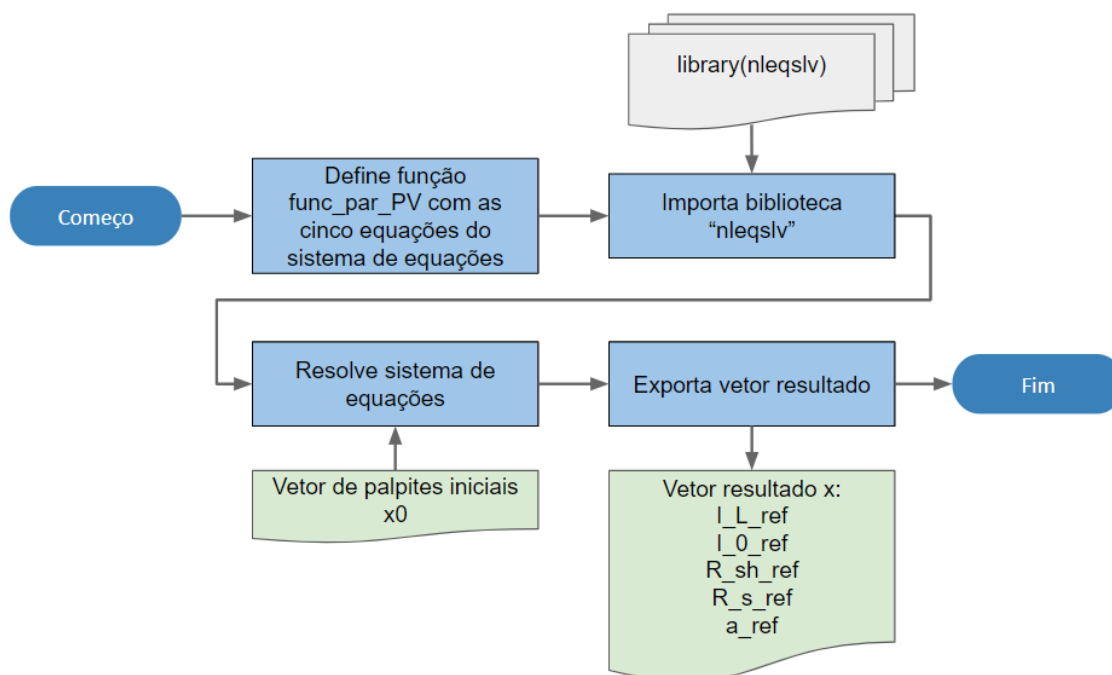 library(nleqslv)
Começo
Define função
func_par_PV com as
cinco equações do
sistema de equações
Importa biblioteca
“nleqslv”
Resolve sistema de
equações
Exporta vetor resultado
Fim
Vetor de palpites iniciais
x0
Vetor resultado x:
I_L_ref
I_0_ref
R_sh_ref
R_s_ref
a_ref